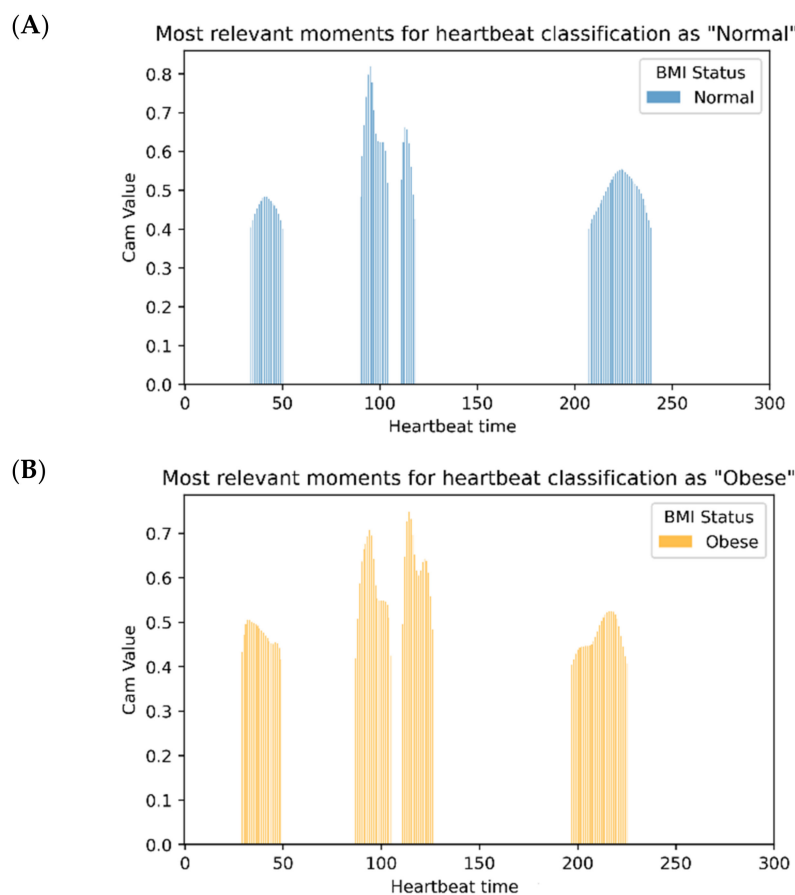 (A)
Most relevant moments for heartbeat classification as "Normal"
BMI Status
Normal
Cam Value
0.8
0.7
0.6
0.5
0.4
0.3
0.2
0.1
0.0
0 50 100 150 200 250 300
Heartbeat time
(B)
Most relevant moments for heartbeat classification as "Obese"
BMI Status
Obese
Cam Value
0.7
0.6
0.5
0.4
0.3
0.2
0.1
0.0
0 50 100 150 200 250 300
Heartbeat time